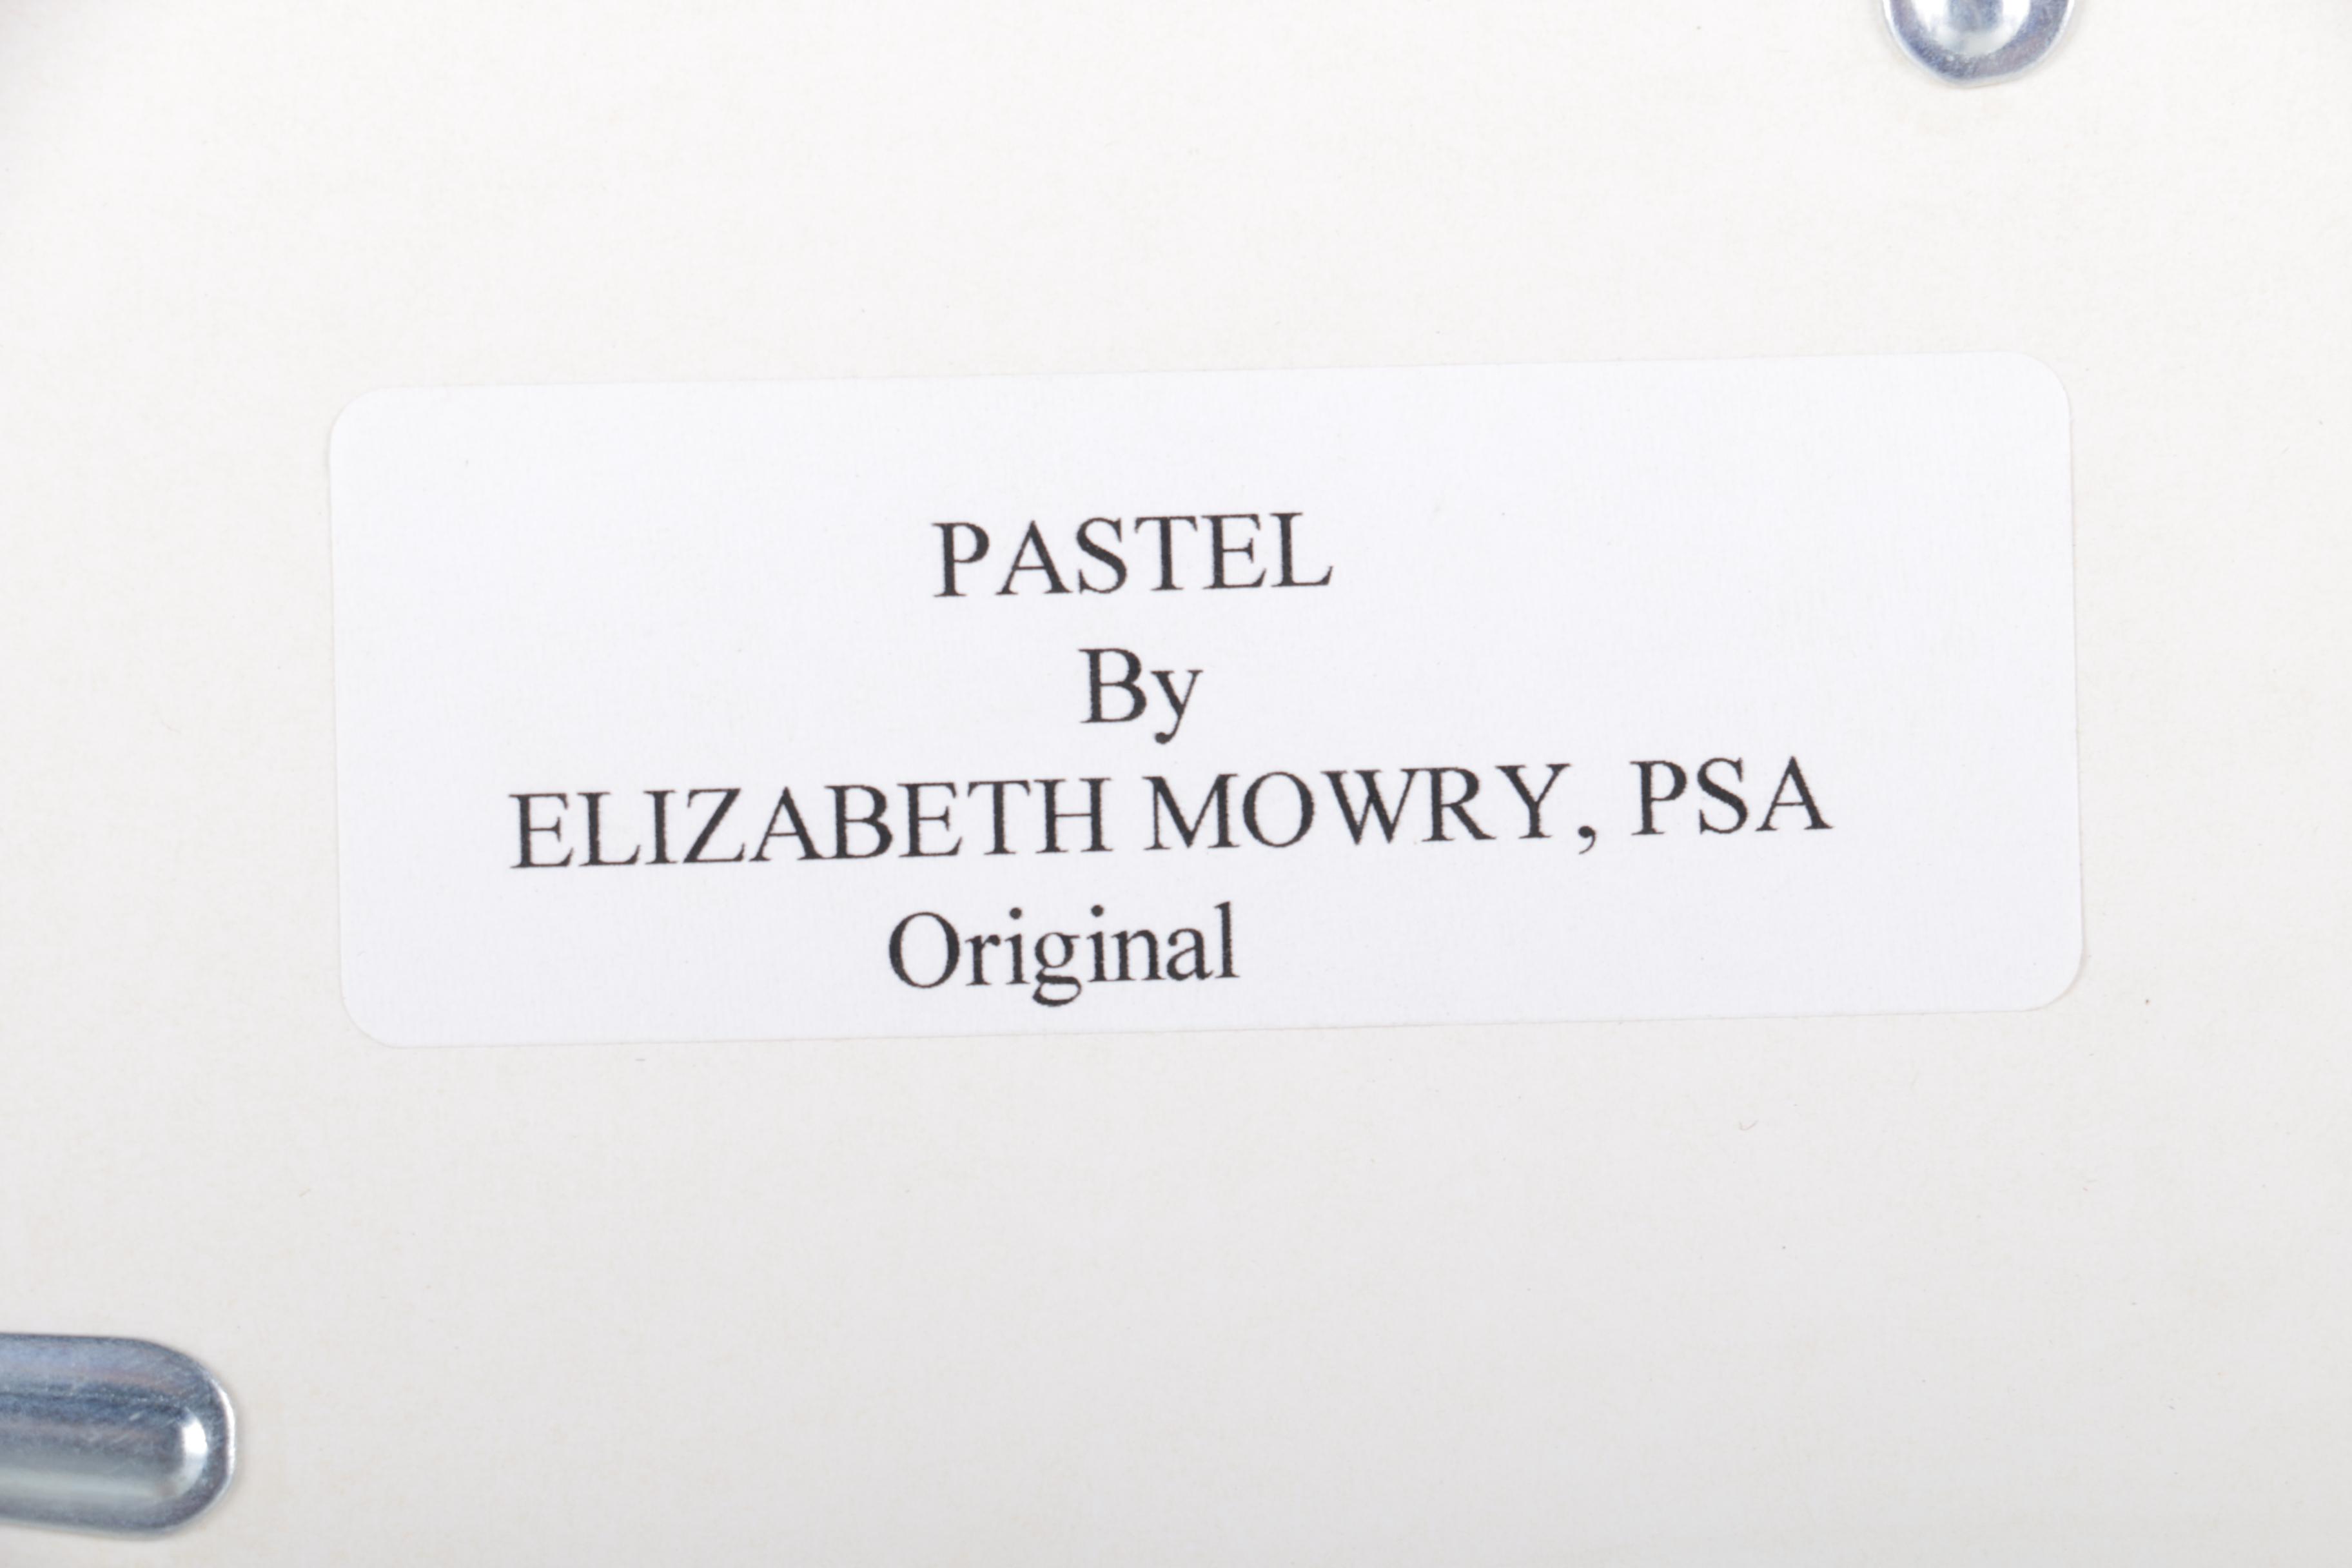 PASTEL
By
ELIZABETH MOWRY, PSA
Original